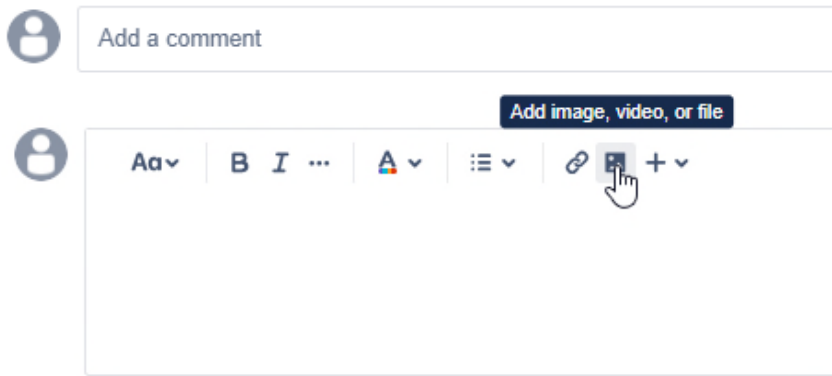 Add a comment
Add image, video, or file
Aa B I ... A +